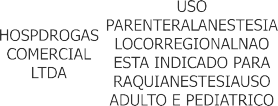 HOSPDROGAS
COMERCIAL
LTDA
USO
PARENTERALANESTESIA
LOCORREGIONALNAO
ESTA INDICADO PARA
RAQUIANESTESIAUSO
ADULTO E PEDIATRICO